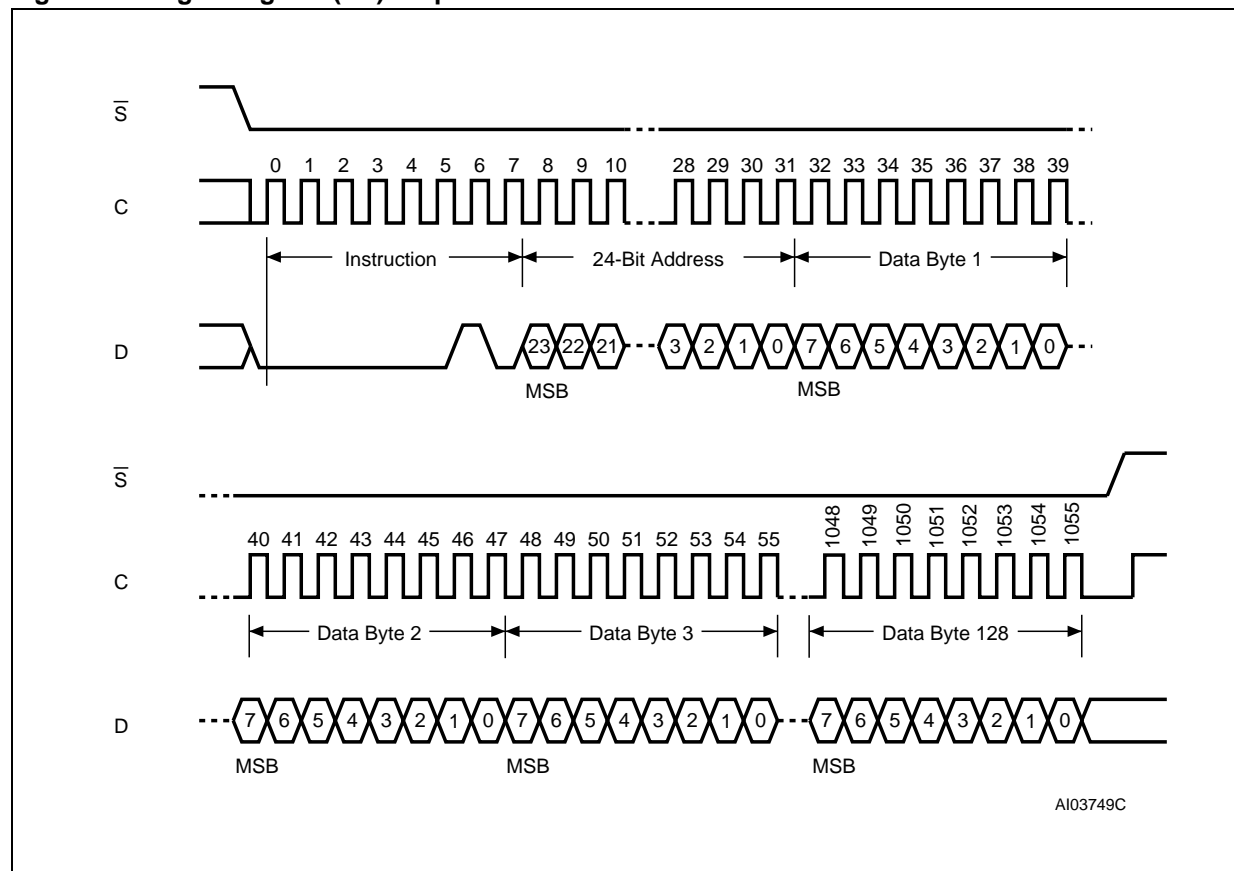 S
0 1 2 3 4 5 6 7 8 9 10 28 29 30 31 32 33 34 35 36 37 38 39
C
Instruction 24-Bit Address Data Byte 1
D 23 22 21 3 2 1 0 7 6 5 4 3 2 1 0
MSB MSB
S
40 41 42 43 44 45 46 47 48 49 50 51 52 53 54 55 1048 1049 1050 1051 1052 1053 1054 1055
C
Data Byte 2 Data Byte 3 Data Byte 128
D 7 6 5 4 3 2 1 0 7 6 5 4 3 2 1 0 7 6 5 4 3 2 1 0
MSB MSB MSB
AI03749C